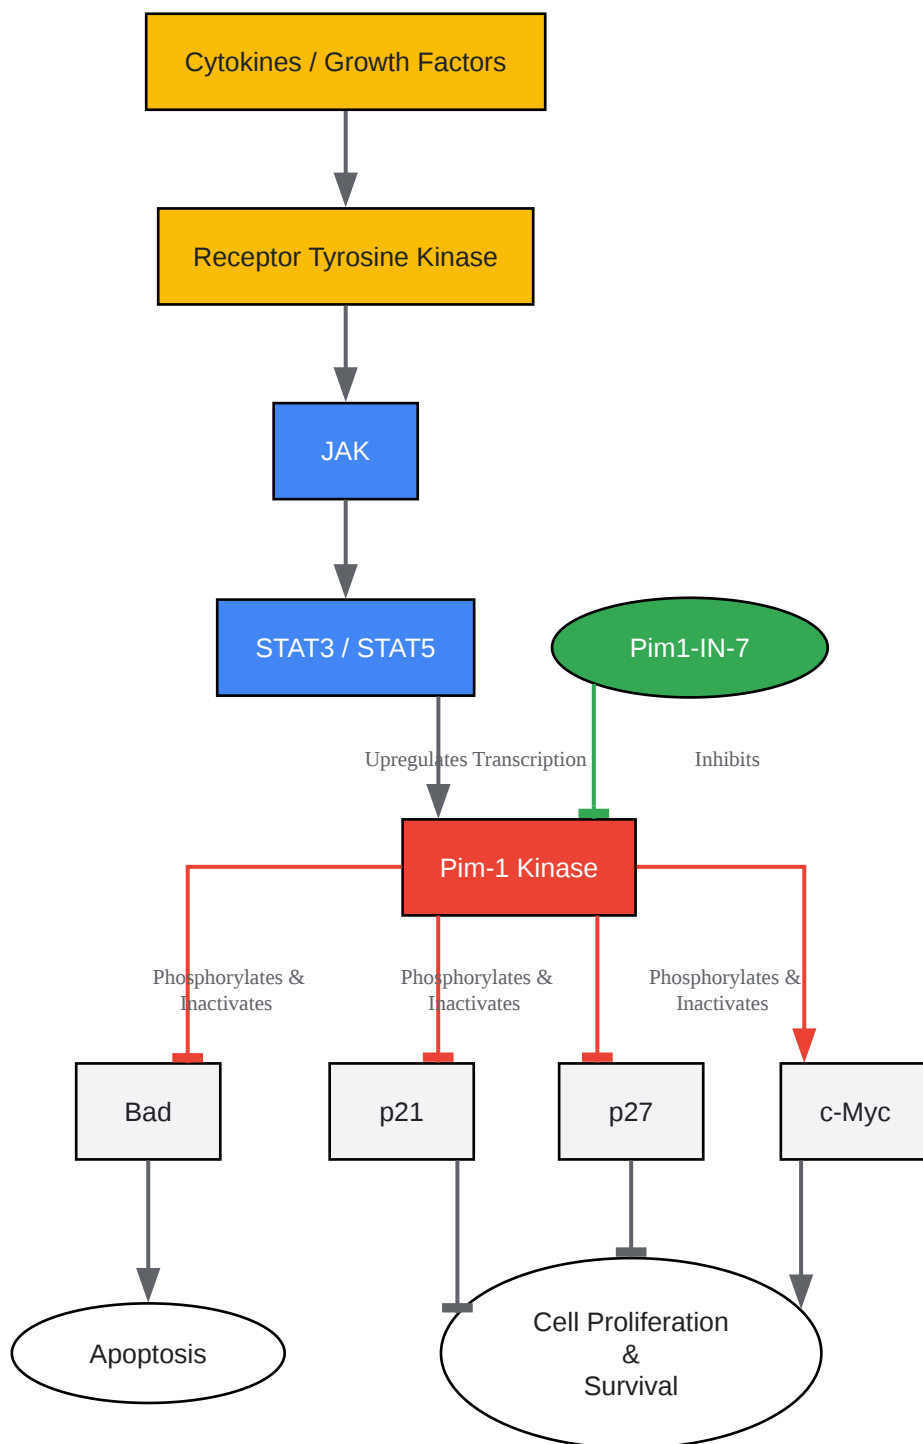 Cytokines / Growth Factors
Receptor Tyrosine Kinase
JAK
STAT3 / STAT5
Pim1-IN-7
Upregulates Transcription
Inhibits
Pim-1 Kinase
Phosphorylates &
Inactivates
Phosphorylates &
Inactivates
Phosphorylates &
Inactivates
Bad
p21
p27
c-Myc
Apoptosis
Cell Proliferation
&
Survival